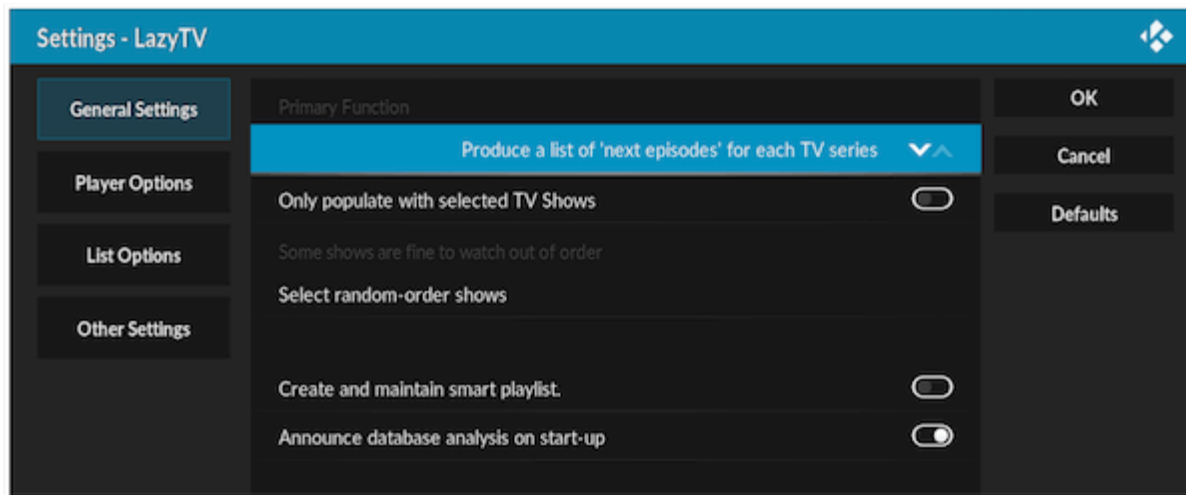 Settings - LazyTV
General Settings
Player Options
List Options
Other Settings
Primary Function
Produce a list of 'next episodes' for each TV series
Only populate with selected TV Shows
Some shows are fine to watch out of order
Select random-order shows
Create and maintain smart playlist.
Announce database analysis on start-up
OK
Cancel
Defaults